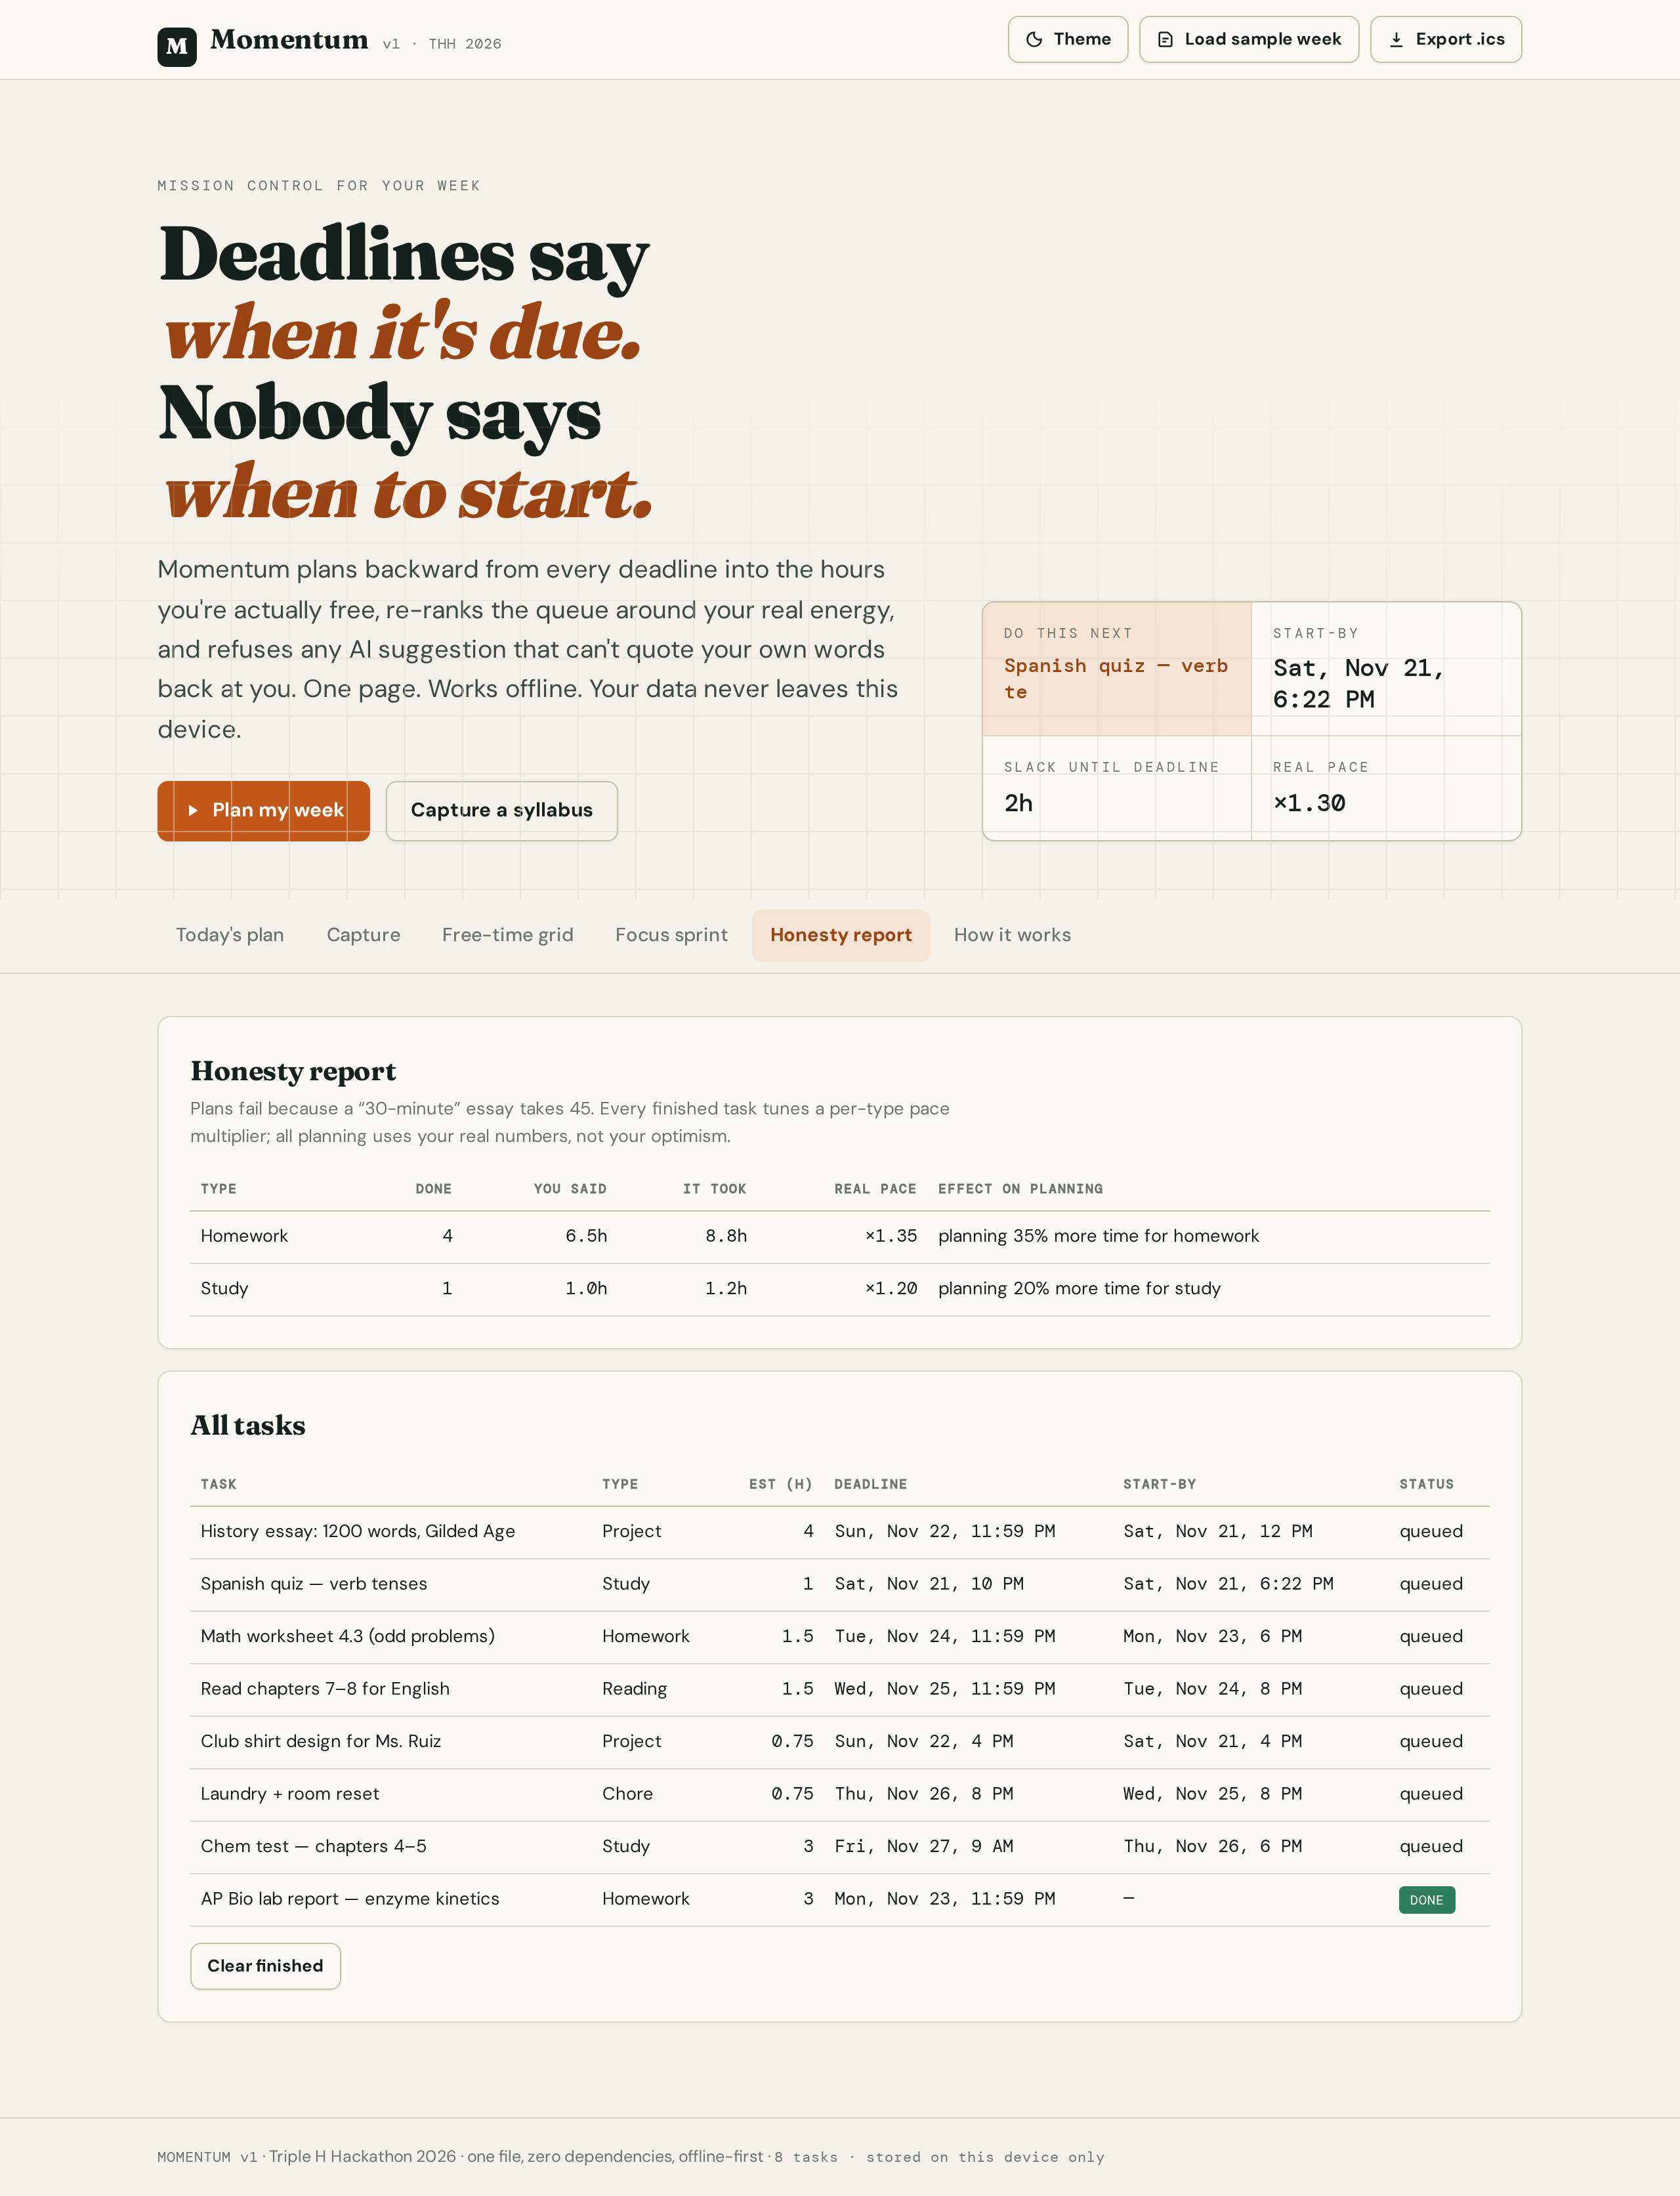 M Momentum v1 · THH 2026
Theme Load sample week Export .ics
MISSION CONTROL FOR YOUR WEEK
Deadlines say
when it's due.
Nobody says
when to start.
Momentum plans backward from every deadline into the hours
you're actually free, re-ranks the queue around your real energy,
and refuses any AI suggestion that can't quote your own words
back at you. One page. Works offline. Your data never leaves this
device.
Plan my week Capture a syllabus
DO THIS NEXT
Spanish quiz — verb
te
START-BY
Sat, Nov 21,
6:22 PM
SLACK UNTIL DEADLINE
2h
REAL PACE
×1.30
Today's plan Capture Free-time grid Focus sprint Honesty report How it works
Honesty report
Plans fail because a “30-minute” essay takes 45. Every finished task tunes a per-type pace
multiplier; all planning uses your real numbers, not your optimism.
TYPE DONE YOU SAID IT TOOK REAL PACE EFFECT ON PLANNING
Homework 4 6.5h 8.8h ×1.35 planning 35% more time for homework
Study 1 1.0h 1.2h ×1.20 planning 20% more time for study
All tasks
TASK TYPE EST (H) DEADLINE START-BY STATUS
History essay: 1200 words, Gilded Age Project 4 Sun, Nov 22, 11:59 PM Sat, Nov 21, 12 PM queued
Spanish quiz — verb tenses Study 1 Sat, Nov 21, 10 PM Sat, Nov 21, 6:22 PM queued
Math worksheet 4.3 (odd problems) Homework 1.5 Tue, Nov 24, 11:59 PM Mon, Nov 23, 6 PM queued
Read chapters 7–8 for English Reading 1.5 Wed, Nov 25, 11:59 PM Tue, Nov 24, 8 PM queued
Club shirt design for Ms. Ruiz Project 0.75 Sun, Nov 22, 4 PM Sat, Nov 21, 4 PM queued
Laundry + room reset Chore 0.75 Thu, Nov 26, 8 PM Wed, Nov 25, 8 PM queued
Chem test — chapters 4–5 Study 3 Fri, Nov 27, 9 AM Thu, Nov 26, 6 PM queued
AP Bio lab report — enzyme kinetics Homework 3 Mon, Nov 23, 11:59 PM — DONE
Clear finished
MOMENTUM v1 · Triple H Hackathon 2026 · one file, zero dependencies, offline-first · 8 tasks · stored on this device only